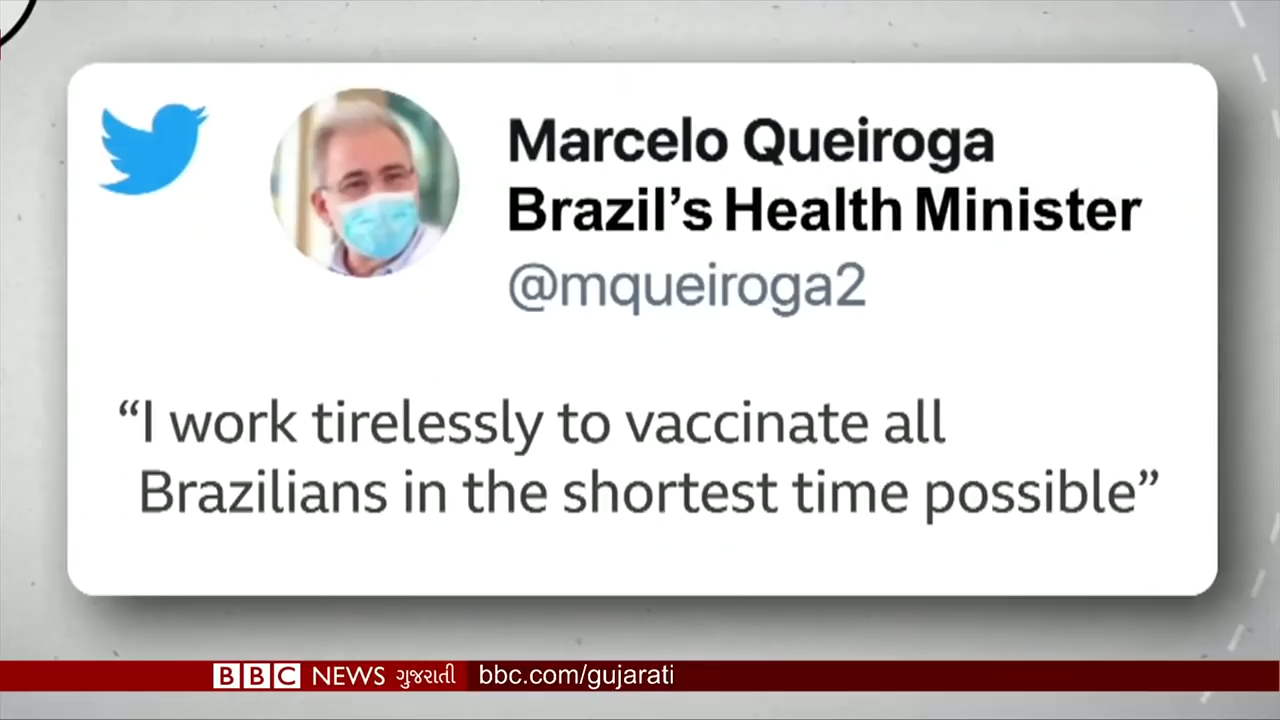 Marcelo Queiroga
Brazil’s Health Minister
@mqueiroga2
“I work tirelessly to vaccinate all
Brazilians in the shortest time possible”
BBC NEWS ગુજરાતી bbc.com/gujarati